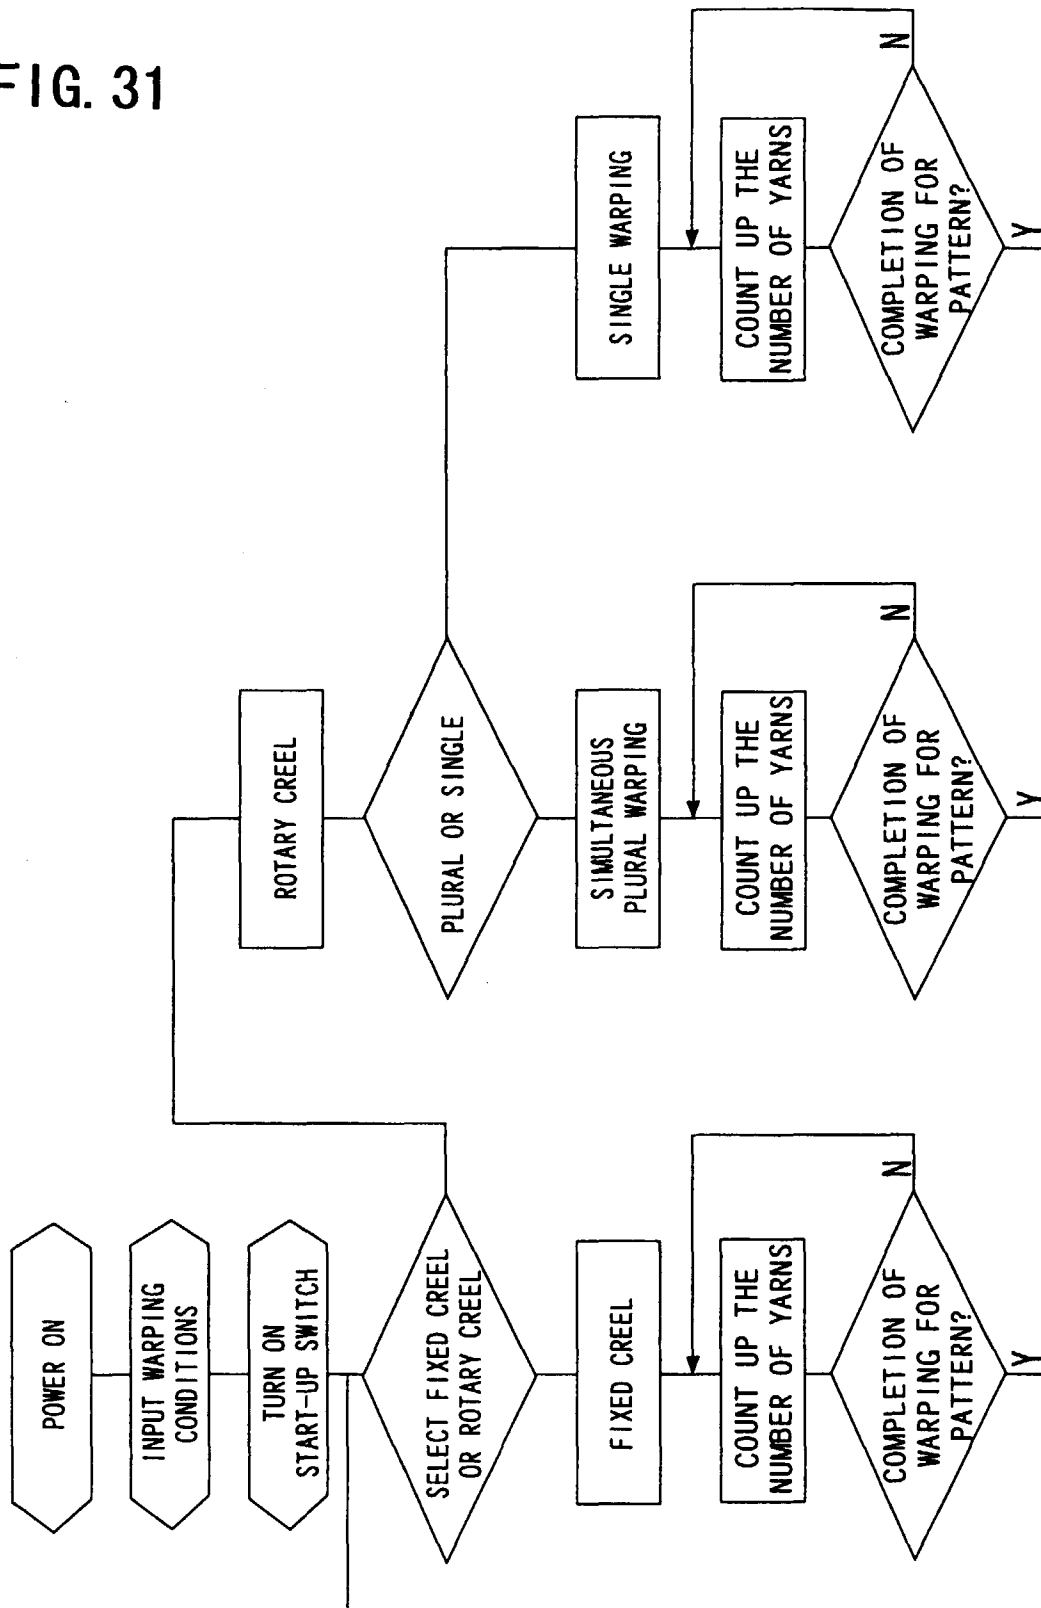 FIG. 31
POWER ON
INPUT WARPING
CONDITIONS
TURN ON
START-UP SWITCH
SELECT FIXED CREEL
OR ROTARY CREEL
FIXED CREEL
COUNT UP THE
NUMBER OF YARNS
COMPLETION OF
WARPING FOR
PATTERN?
N
Y
ROTARY CREEL
PLURAL OR SINGLE
SIMULTANEOUS
PLURAL WARPING
COUNT UP THE
NUMBER OF YARNS
COMPLETION OF
WARPING FOR
PATTERN?
N
Y
SINGLE WARPING
COUNT UP THE
NUMBER OF YARNS
COMPLETION OF
WARPING FOR
PATTERN?
N
Y